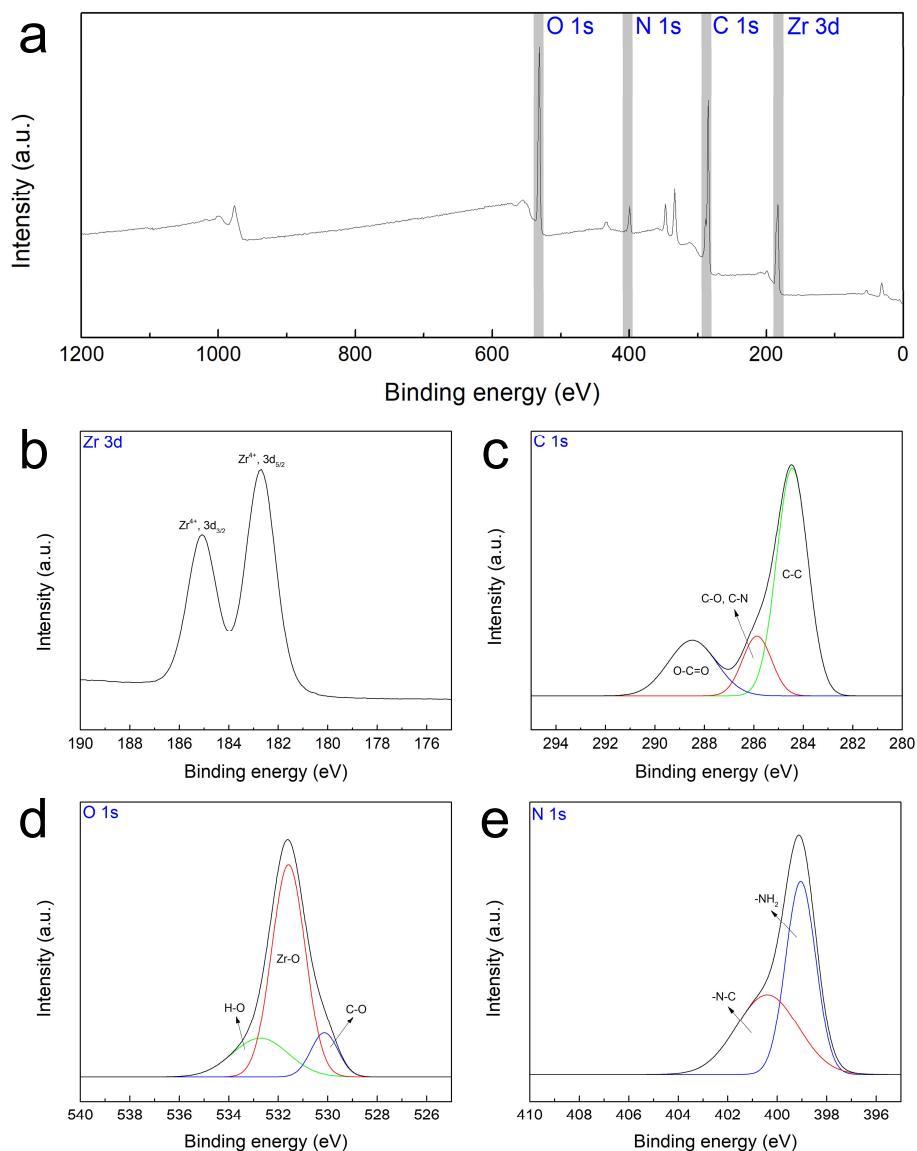 a
O 1s N 1s C 1s Zr 3d
Intensity (a.u.)
1200 1000 800 600 400 200 0
Binding energy (eV)
b
Zr 3d
Zr⁴⁺, 3d₅/₂
Zr⁴⁺, 3d₃/₂
Intensity (a.u.)
190 188 186 184 182 180 178 176
Binding energy (eV)
c
C 1s
C-C
C-O, C-N
O-C=O
Intensity (a.u.)
294 292 290 288 286 284 282 280
Binding energy (eV)
d
O 1s
Zr-O
H-O
C-O
Intensity (a.u.)
540 538 536 534 532 530 528 526
Binding energy (eV)
e
N 1s
-NH₂
-N-C
Intensity (a.u.)
410 408 406 404 402 400 398 396
Binding energy (eV)